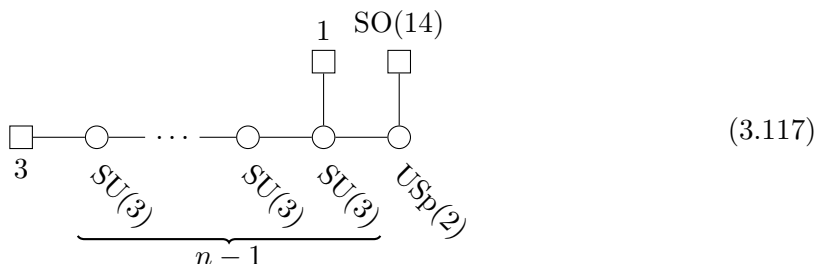 1 SO(14)
··· (3.117)
3 SU(3) SU(3) SU(3) USp(2)
n − 1